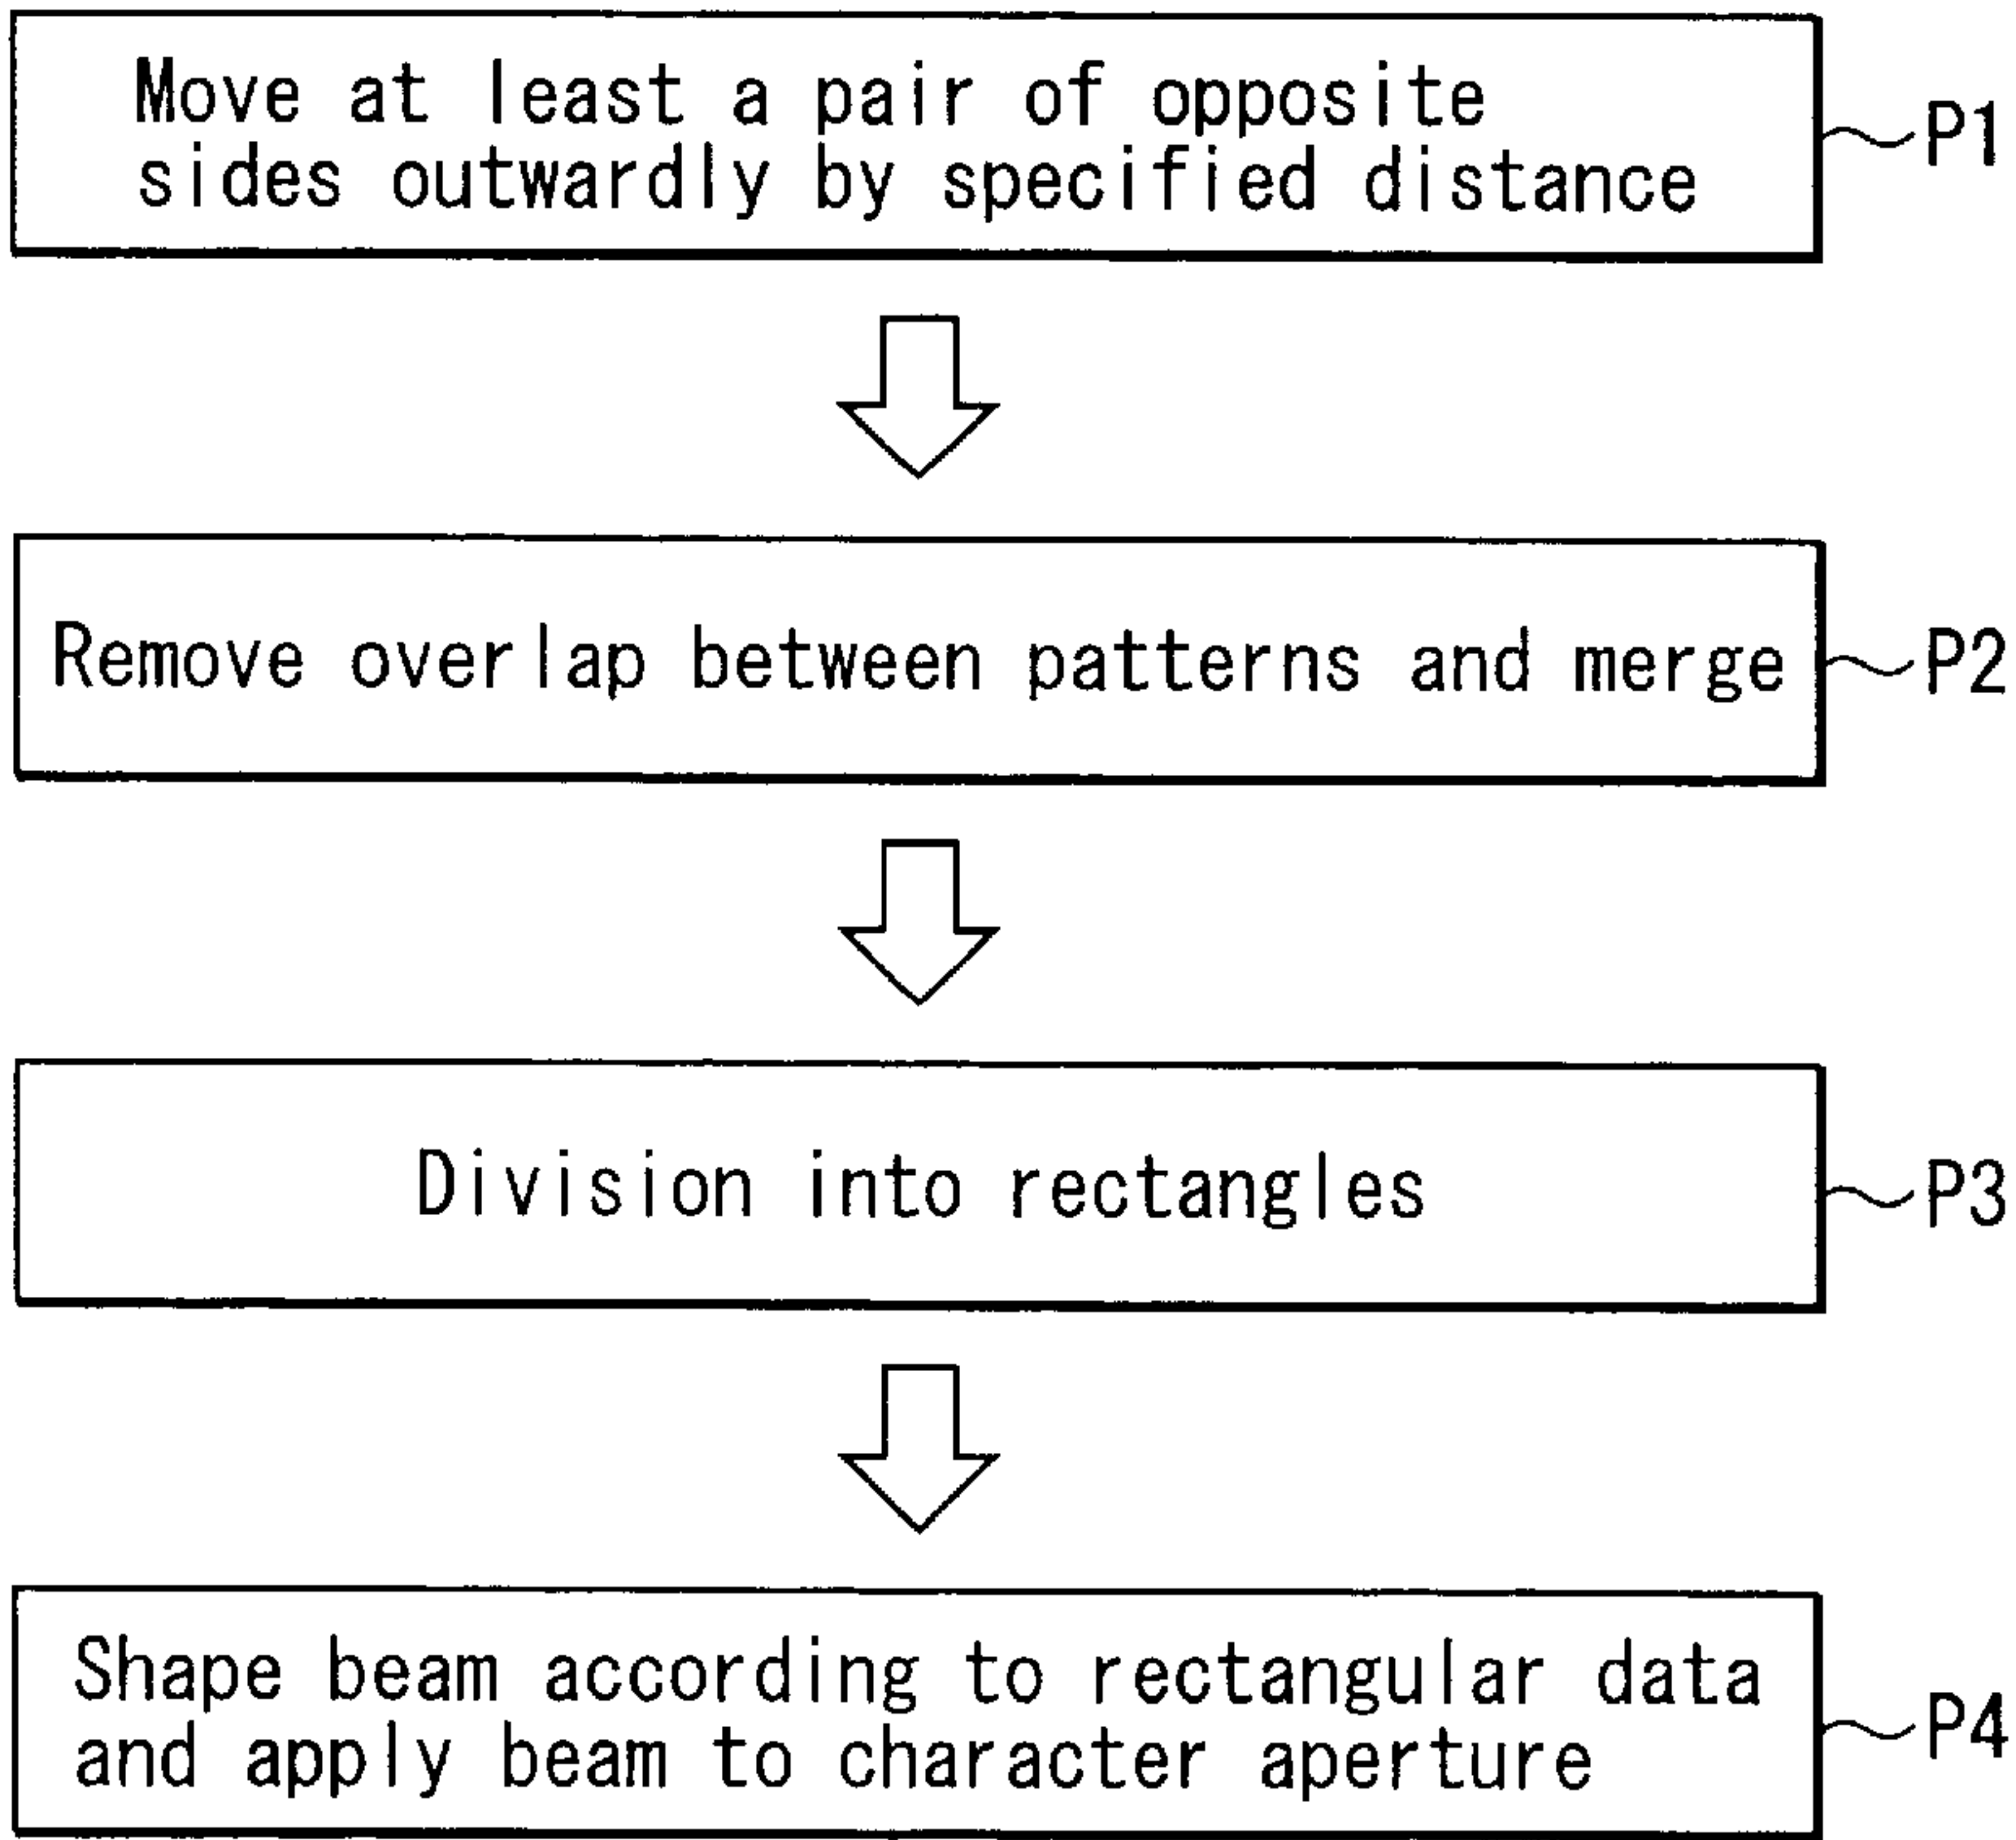 Move at least a pair of opposite
sides outwardly by specified distance
P1
Remove overlap between patterns and merge
P2
Division into rectangles
P3
Shape beam according to rectangular data
and apply beam to character aperture
P4